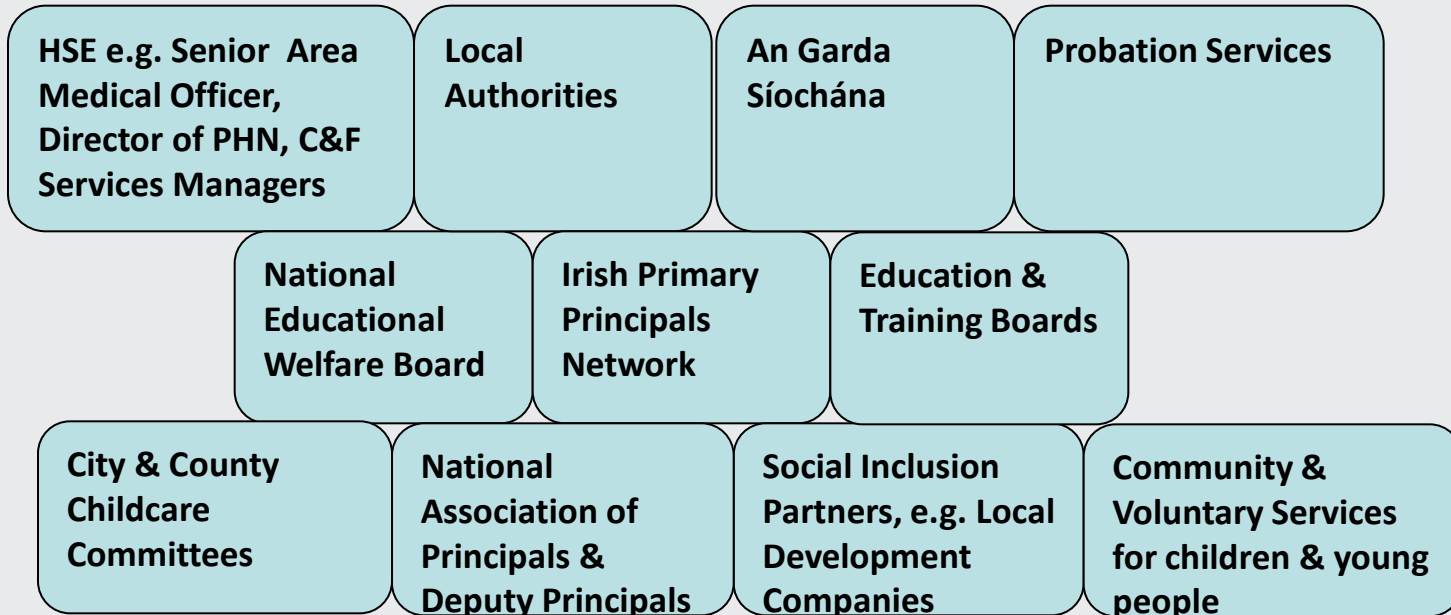 HSE e.g. Senior Area
Medical Officer,
Director of PHN, C&F
Services Managers
Local
Authorities
An Garda
Síochána
Probation Services
National
Educational
Welfare Board
Irish Primary
Principals
Network
Education &
Training Boards
City & County
Childcare
Committees
National
Association of
Principals &
Deputy Principals
Social Inclusion
Partners, e.g. Local
Development
Companies
Community &
Voluntary Services
for children & young
people